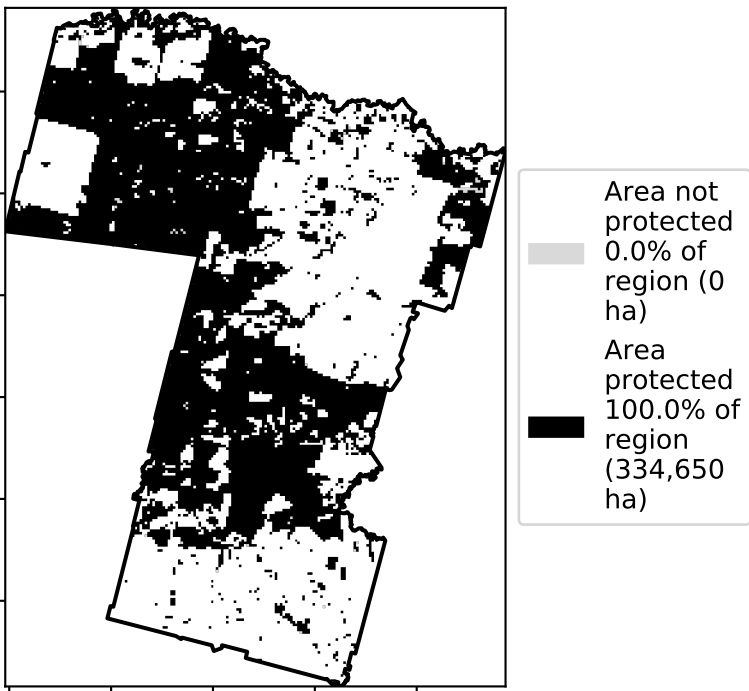 Area not
protected
0.0% of
region (0
ha)
Area
protected
100.0% of
region
(334,650
ha)